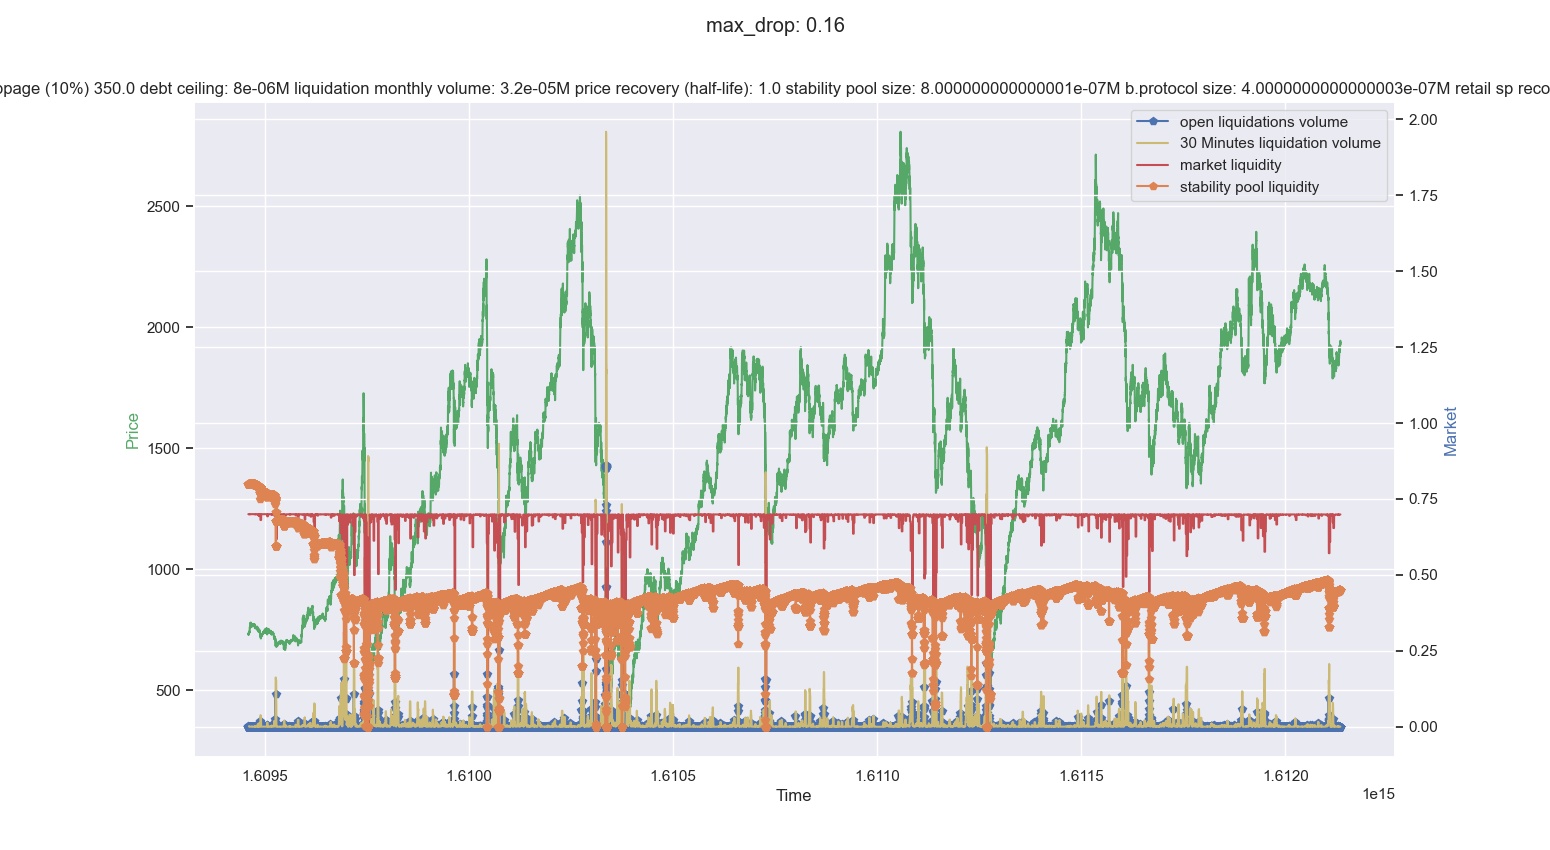 max_drop: 0.16
opage (10%) 350.0 debt ceiling: 8e-06M liquidation monthly volume: 3.2e-05M price recovery (half-life): 1.0 stability pool size: 8.000000000000001e-07M b.protocol size: 4.0000000000000003e-07M retail sp reco
open liquidations volume
30 Minutes liquidation volume
market liquidity
stability pool liquidity
2500
2000
1500
1000
500
Price
2.00
1.75
1.50
1.25
1.00
0.75
0.50
0.25
0.00
Market
1.6095
1.6100
1.6105
1.6110
1.6115
1.6120
1e15
Time